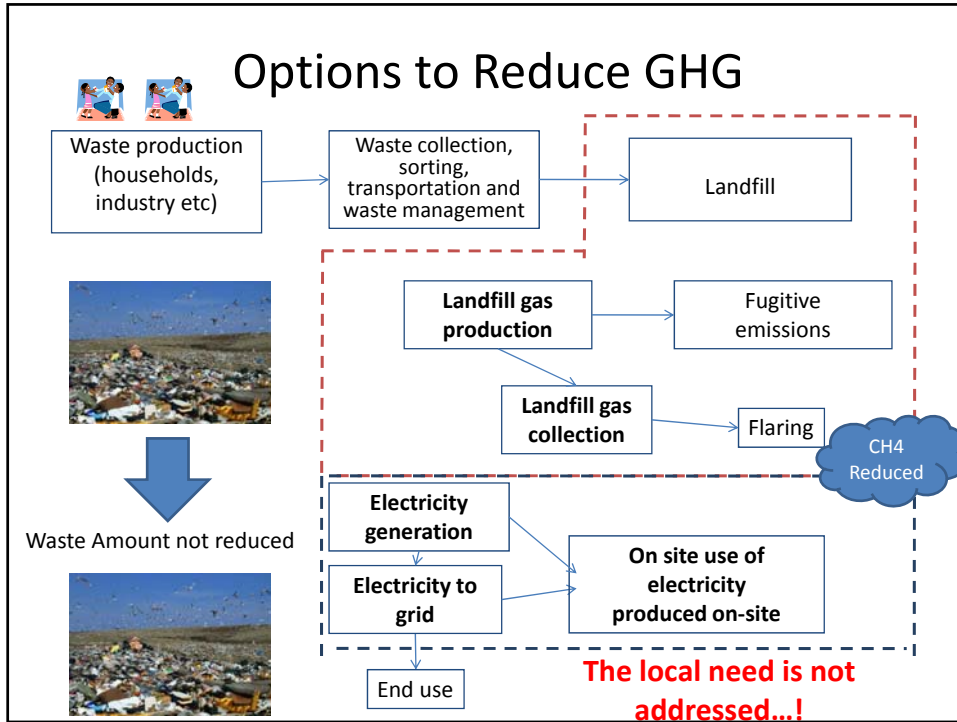 Options to Reduce GHG
Waste production
(households,
industry etc)
Waste collection,
sorting,
transportation and
waste management
Landfill
Landfill gas
production
Fugitive
emissions
Landfill gas
collection
Flaring
CH4
Reduced
Waste Amount not reduced
Electricity
generation
Electricity to
grid
On site use of
electricity
produced on-site
End use
The local need is not
addressed...!